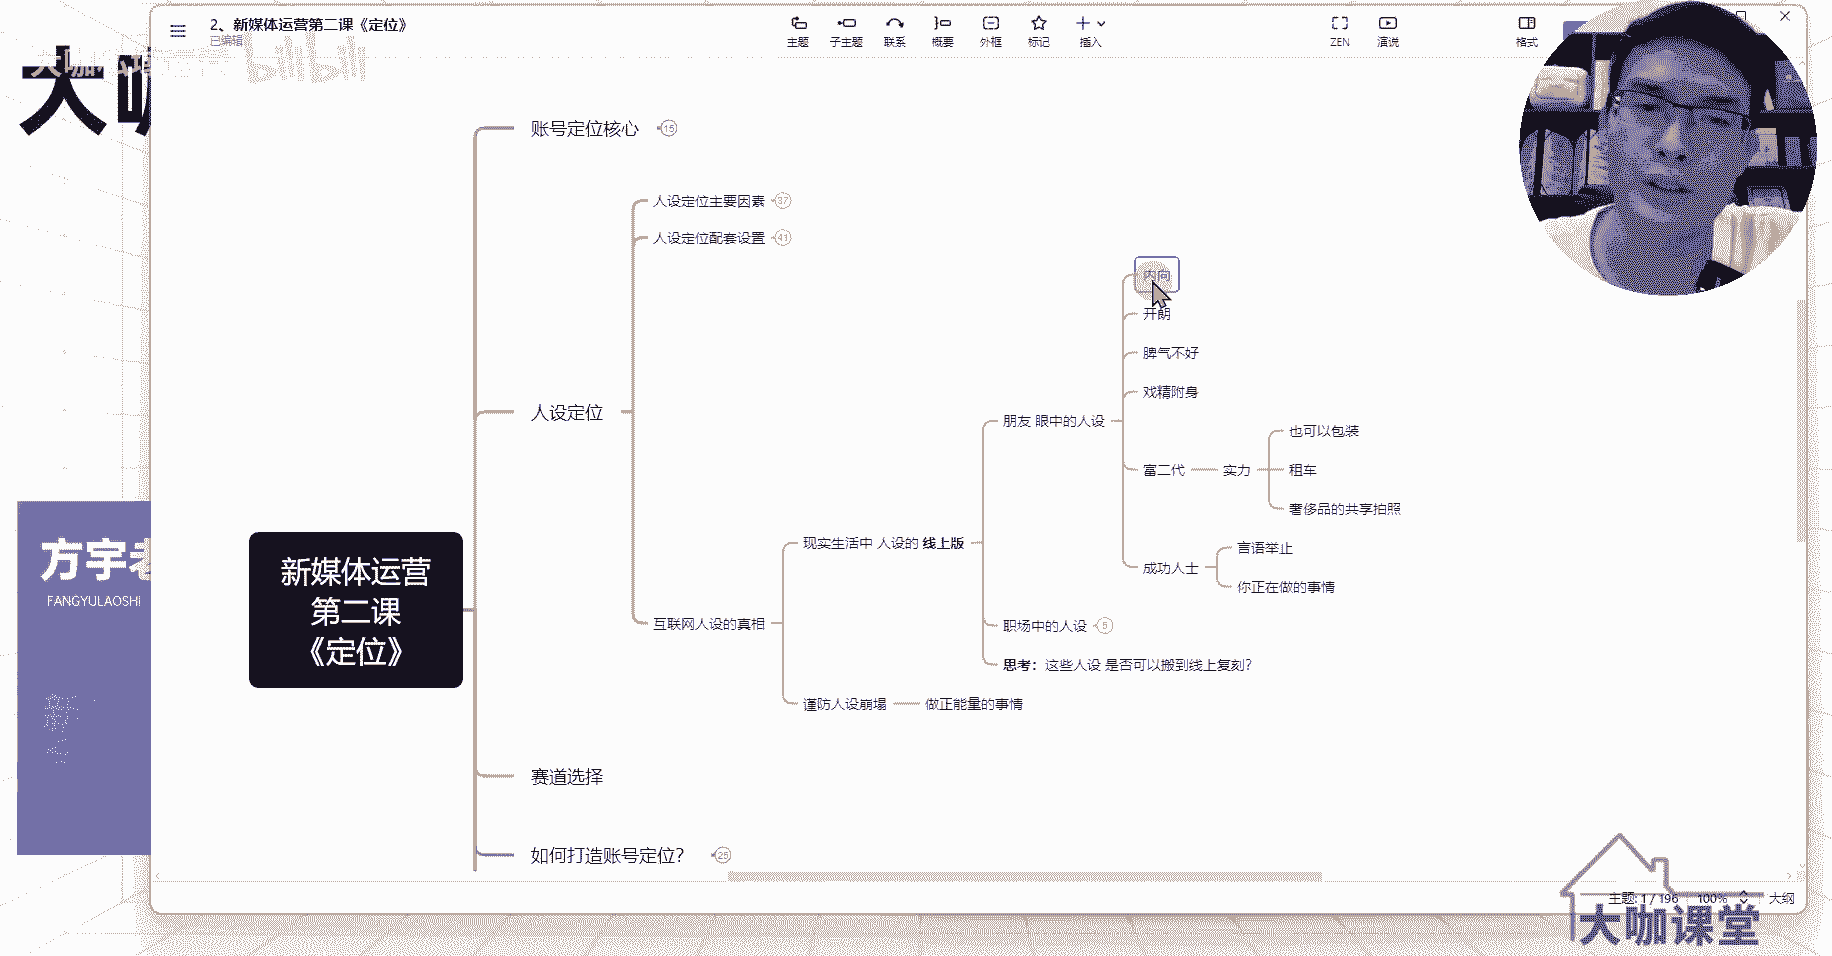 2、新媒体运营第二课《定位》
已编辑
主题
子主题
联系
概要
外框
标记
插入
ZEN
演说
格式
大咖
bilibili
账号定位核心 15
人设定位主要因素 37
人设定位配套设置 41
内向
开朗
脾气不好
戏精附身
朋友 眼中的人设
人设定位
也可以包装
富二代
实力
租车
奢侈品的共享拍照
言语举止
成功人士
你正在做的事情
现实生活中 人设的 线上版
互联网人设的真相
职场中的人设 5
思考：这些人设 是否可以搬到线上复刻?
谨防人设崩塌
做正能量的事情
新媒体运营
第二课
《定位》
方宇老
FANGYULAOSHI
赛道选择
如何打造账号定位? 25
主题: 1 / 196
100%
大纲
大咖课堂